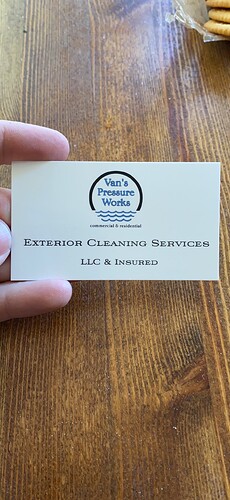 Van's
Pressure
Works
commercial & residential
Exterior Cleaning Services
LLC & Insured